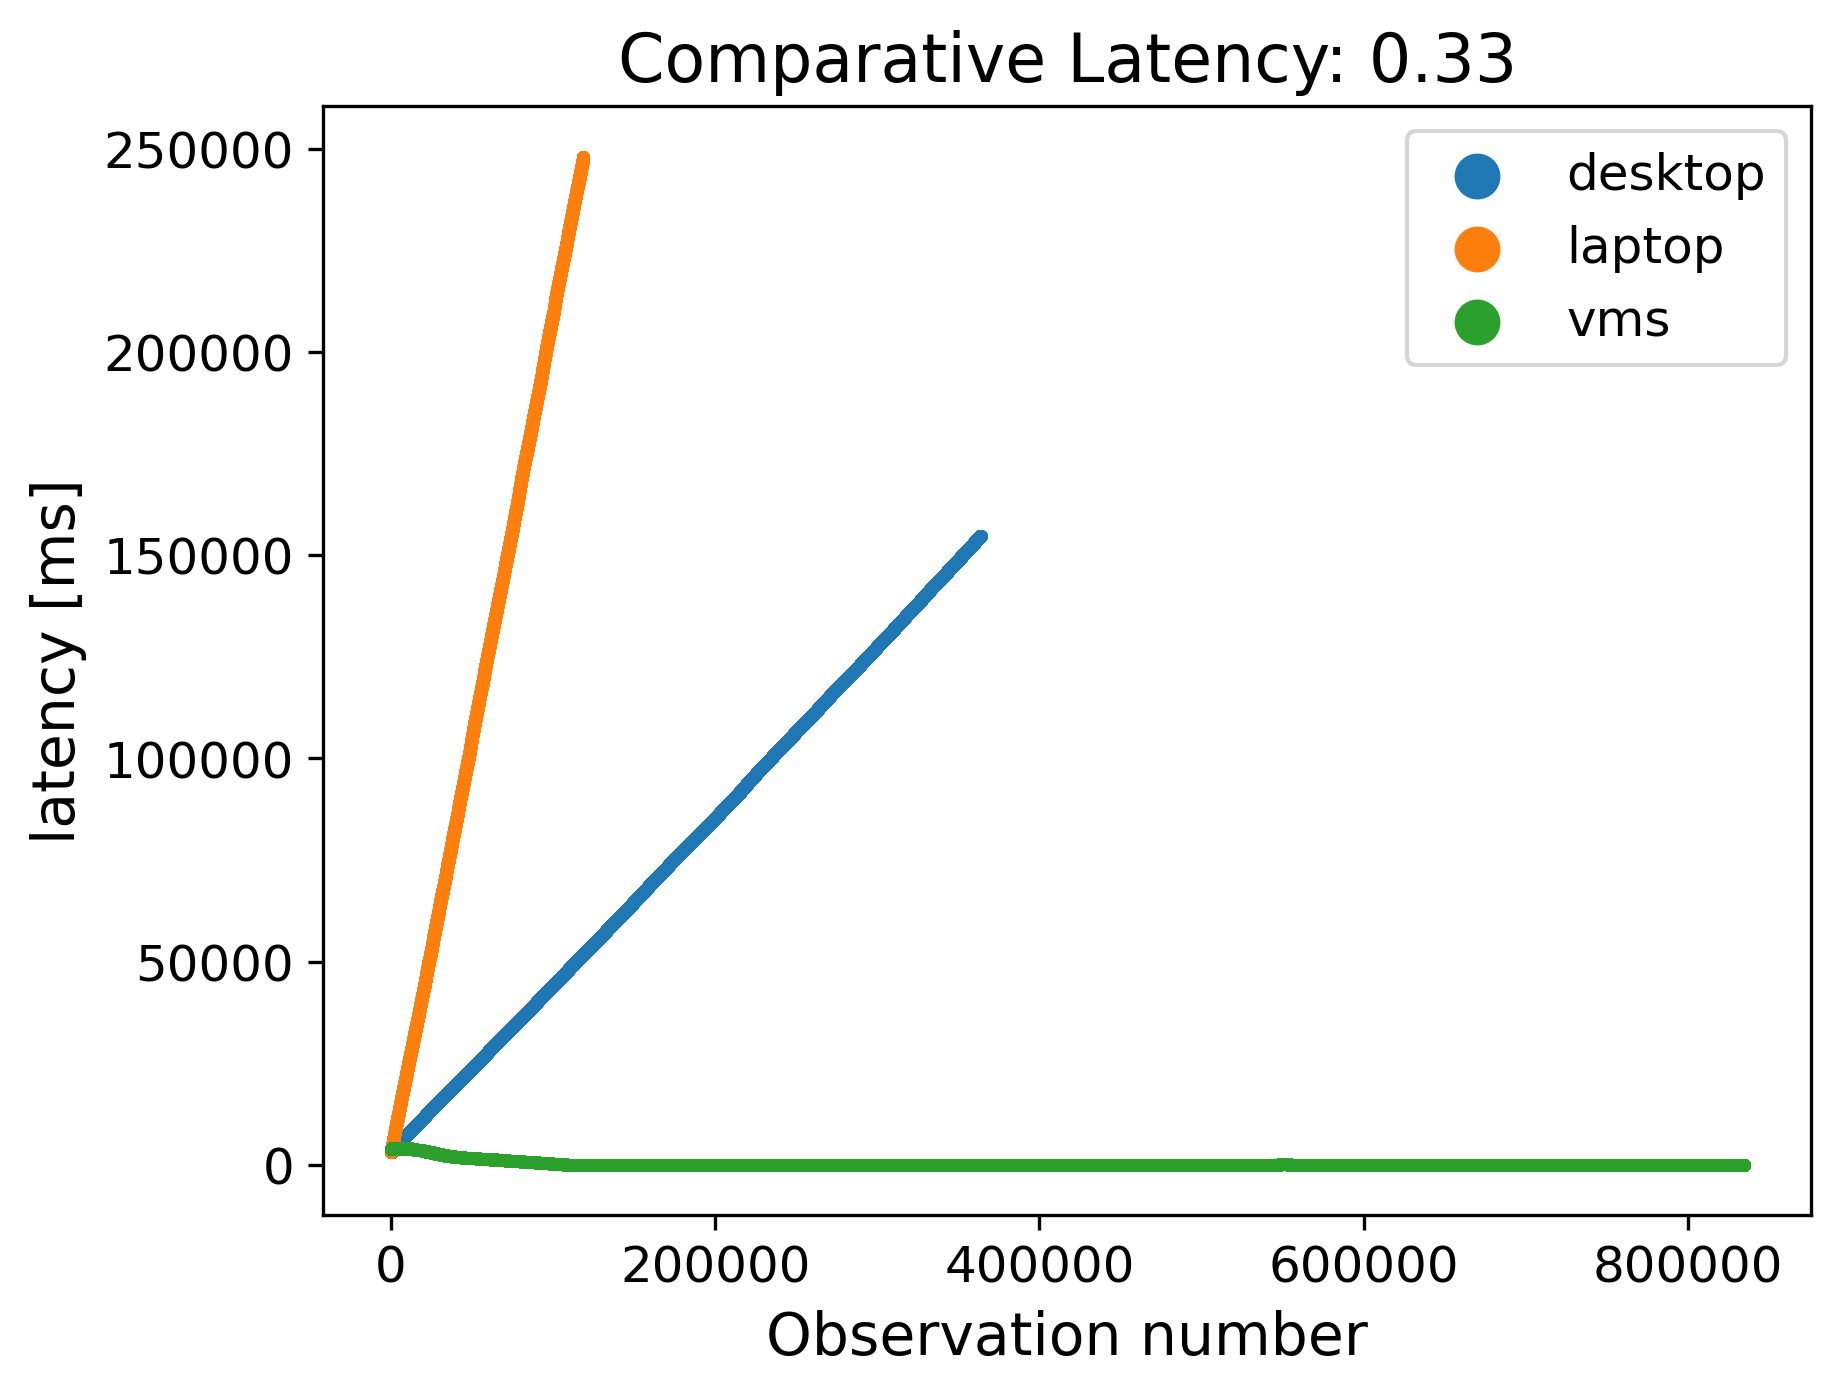 Comparative Latency: 0.33
250000
200000
150000
100000
50000
0
latency [ms]
desktop
laptop
vms
0
200000
400000
600000
800000
Observation number